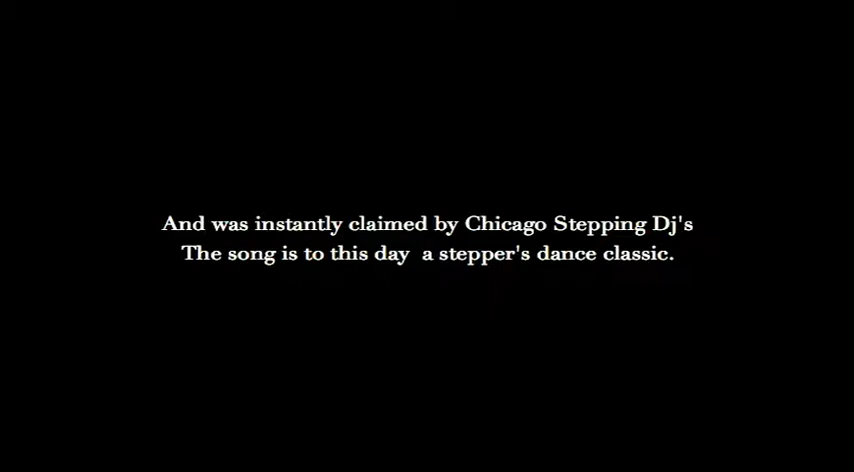 And was instantly claimed by Chicago Stepping Dj's
The song is to this day  a stepper's dance classic.